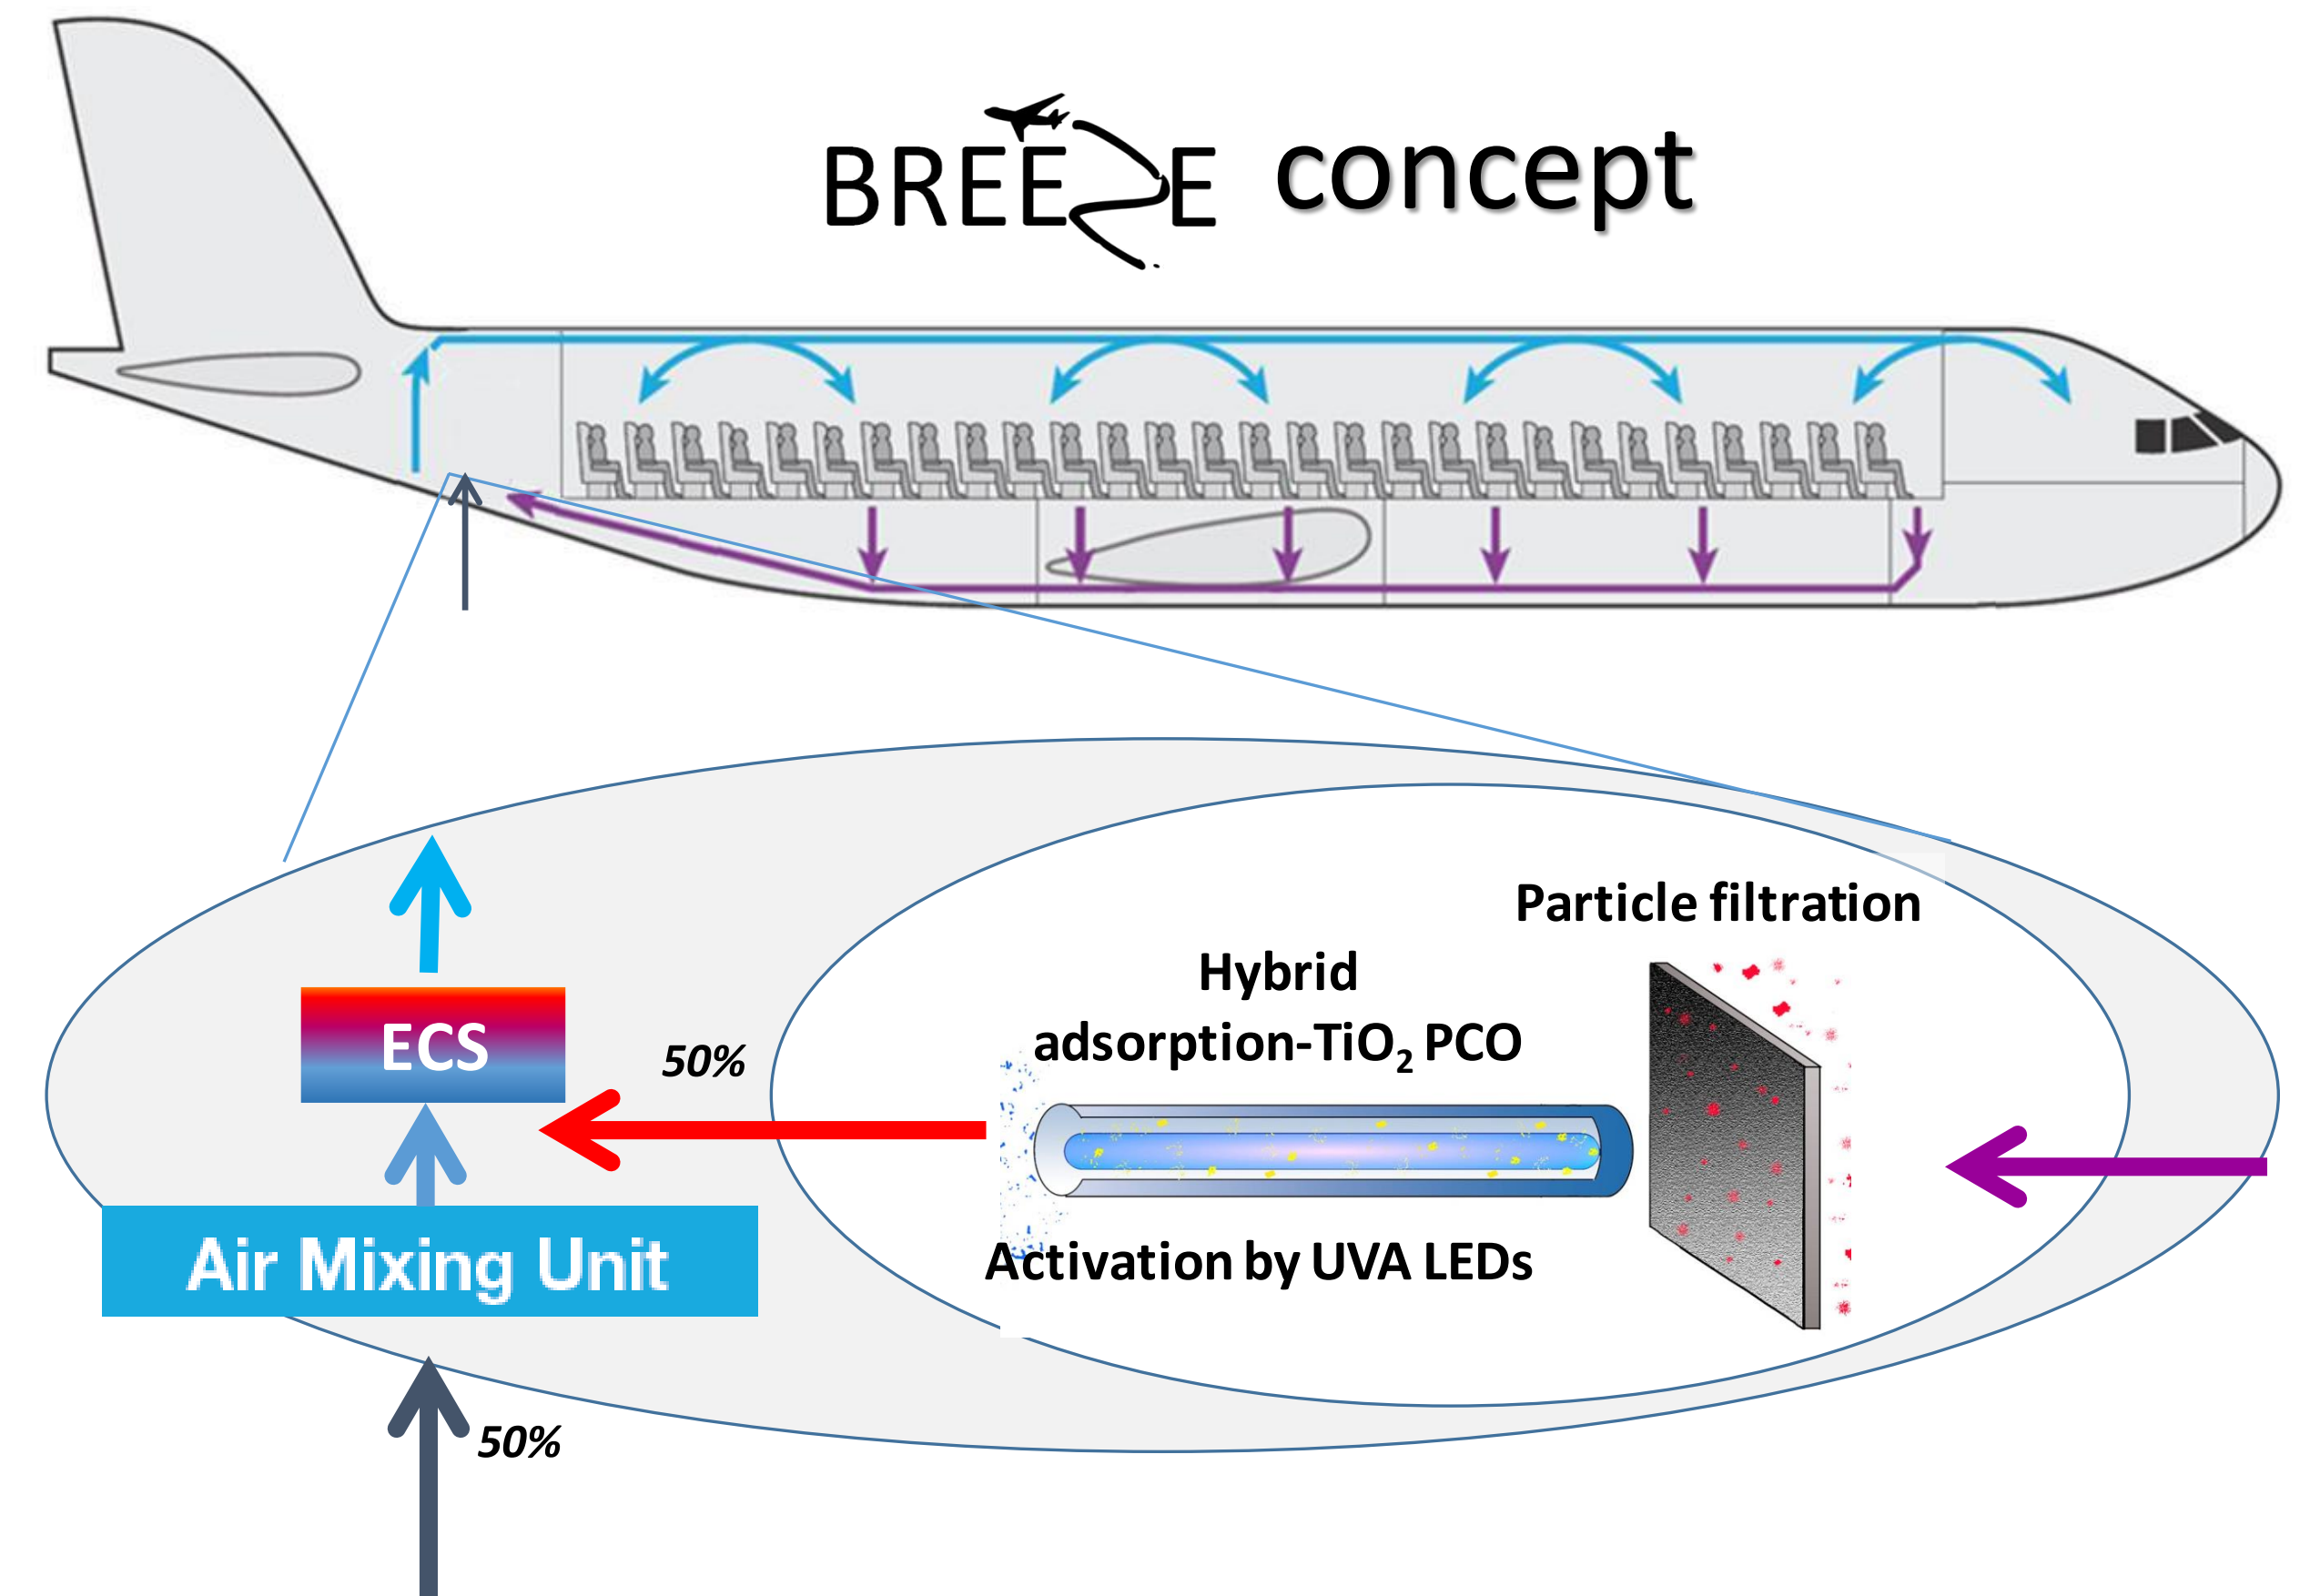 BREEZE concept
Particle filtration
Hybrid
adsorption-TiO₂ PCO
ECS
50%
Activation by UVA LEDs
Air Mixing Unit
50%